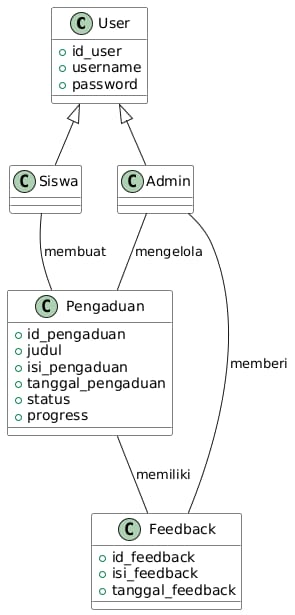 C User
id_user
username
password
C Siswa
C Admin
membuat
mengelola
C Pengaduan
id_pengaduan
judul
isi_pengaduan
tanggal_pengaduan
status
progress
memberi
memiliki
C Feedback
id_feedback
isi_feedback
tanggal_feedback